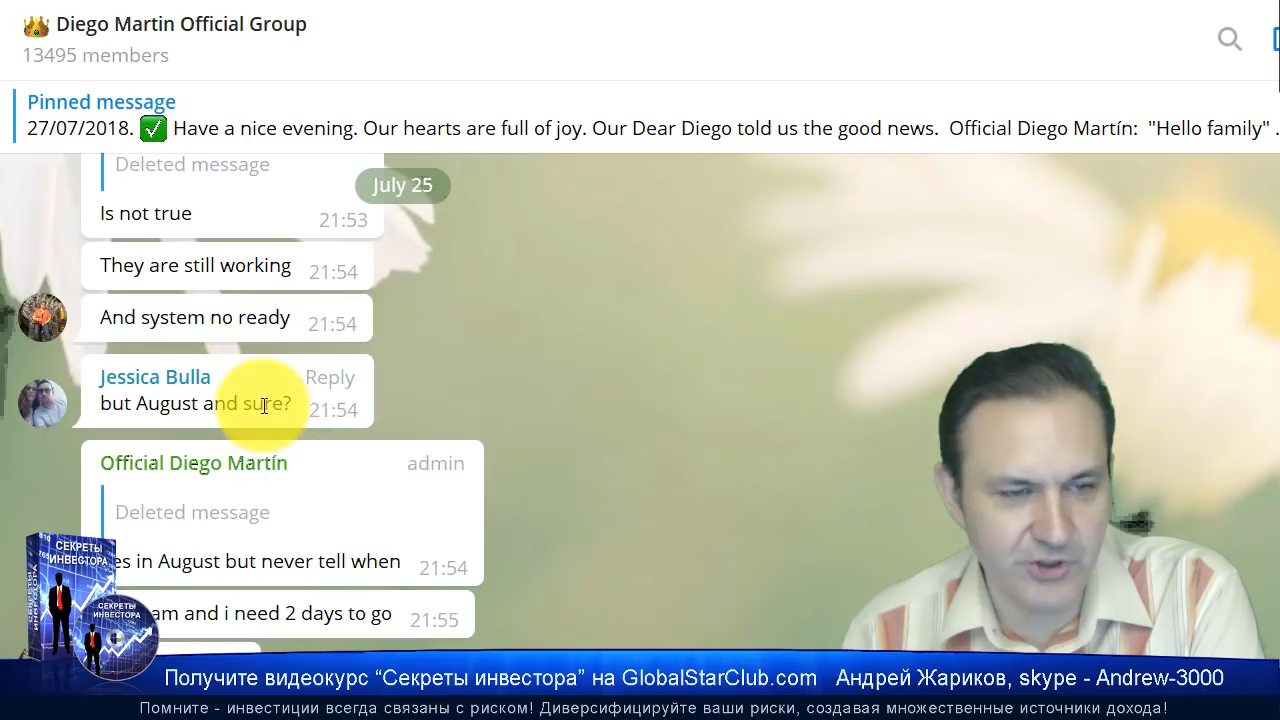 Diego Martin Official Group
13495 members
Pinned message
27/07/2018. ✅ Have a nice evening. Our hearts are full of joy. Our Dear Diego told us the good news. Official Diego Martín: "Hello family" .
Deleted message
July 25
Is not true
21:53
They are still working 21:54
And system no ready 21:54
Jessica Bulla Reply
but August and sure? 21:54
Official Diego Martín admin
Deleted message
es in August but never tell when 21:54
am and i need 2 days to go 21:55
СЕКРЕТЫ
ИНВЕСТОРА
СЕКРЕТЫ
ИНВЕСТОРА
Получите видеокурс “Секреты инвестора” на GlobalStarClub.com Андрей Жариков, skype - Andrew-3000
Помните - инвестиции всегда связаны с риском! Диверсифицируйте ваши риски, создавая множественные источники дохода!